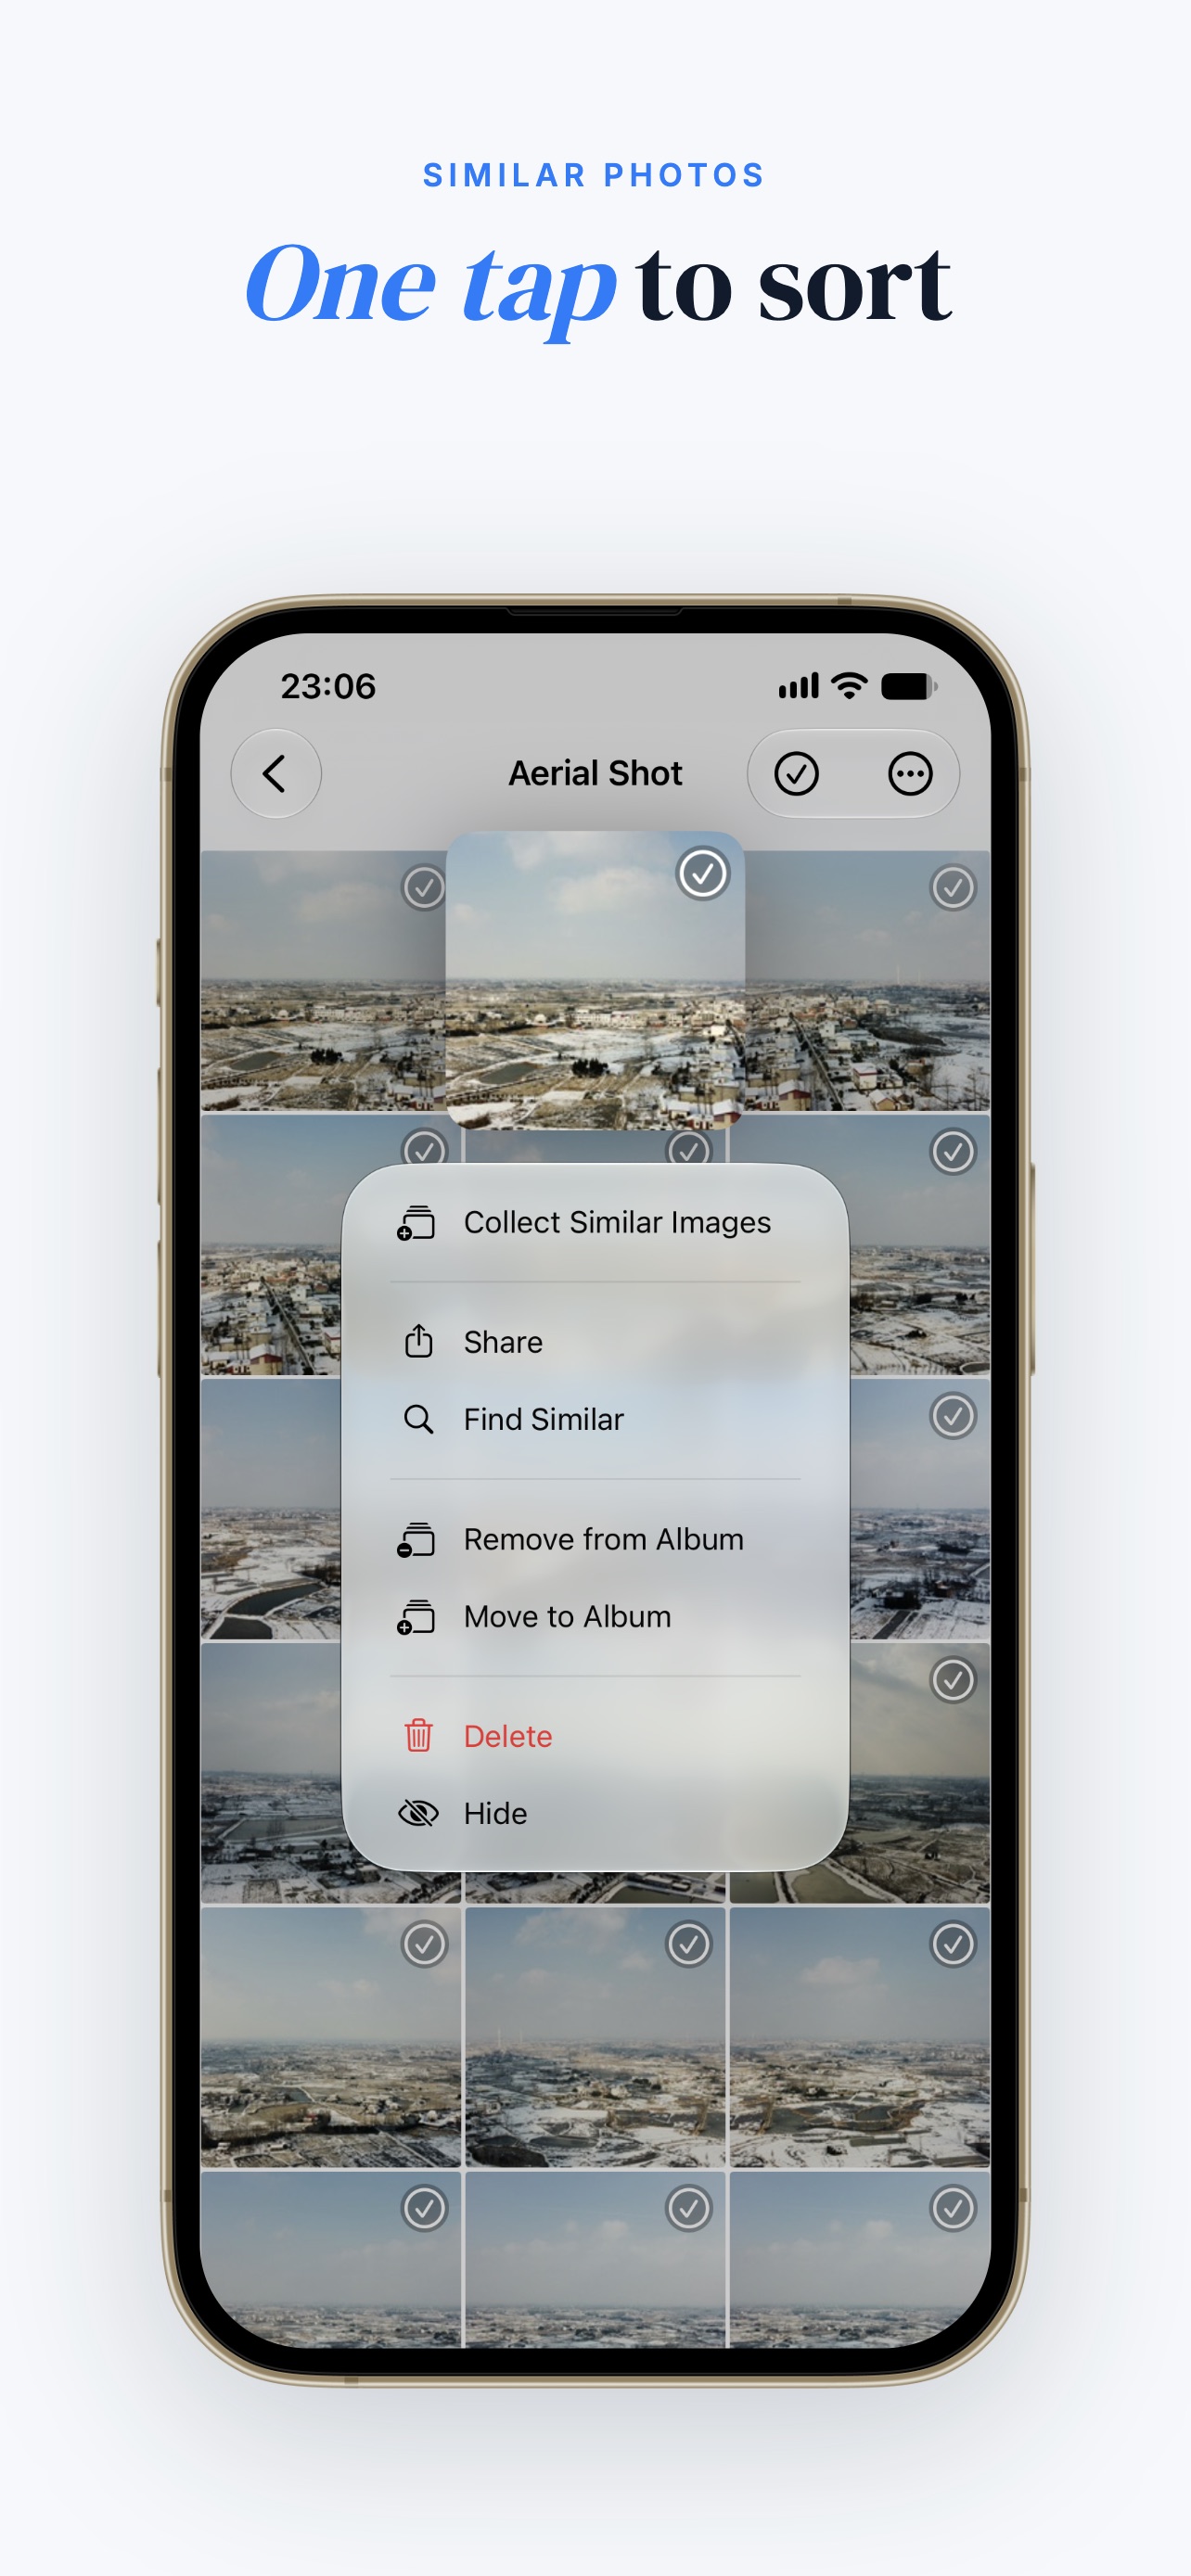 SIMILAR PHOTOS
One tap to sort
23:06
Aerial Shot
Collect Similar Images
Share
Find Similar
Remove from Album
Move to Album
Delete
Hide